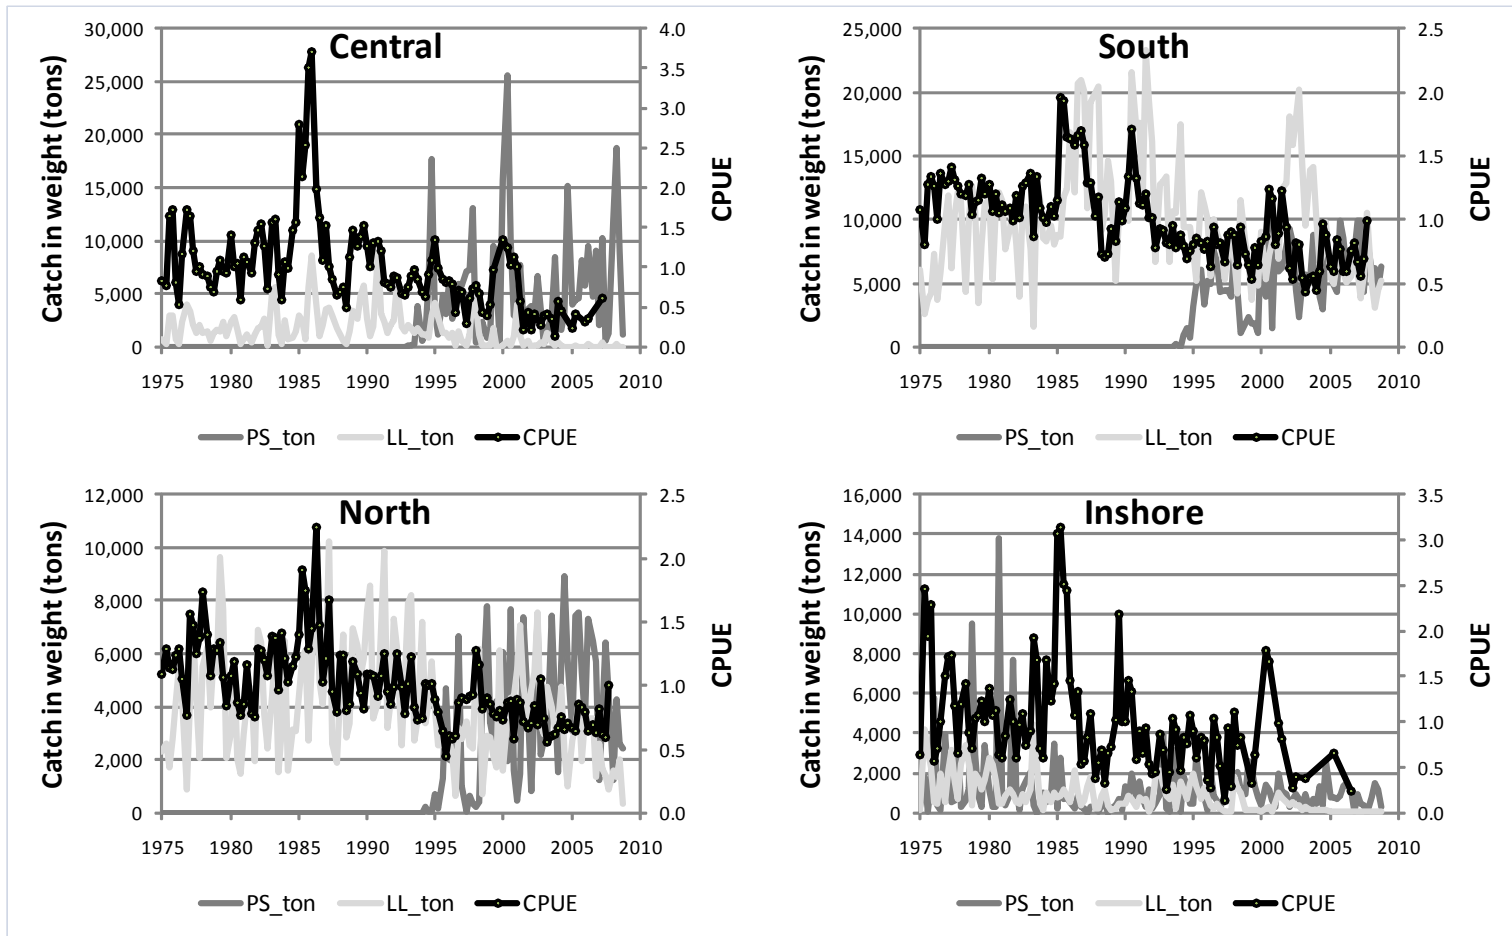 Central
Catch in weight (tons)
30,000
25,000
20,000
15,000
10,000
5,000
0
4.0
3.5
3.0
2.5
2.0
1.5
1.0
0.5
0.0
CPUE
1975 1980 1985 1990 1995 2000 2005 2010
PS_ton LL_ton CPUE
South
Catch in weight (tons)
25,000
20,000
15,000
10,000
5,000
0
2.5
2.0
1.5
1.0
0.5
0.0
CPUE
1975 1980 1985 1990 1995 2000 2005 2010
PS_ton LL_ton CPUE
North
Catch in weight (tons)
12,000
10,000
8,000
6,000
4,000
2,000
0
2.5
2.0
1.5
1.0
0.5
0.0
CPUE
1975 1980 1985 1990 1995 2000 2005 2010
PS_ton LL_ton CPUE
Inshore
Catch in weight (tons)
16,000
14,000
12,000
10,000
8,000
6,000
4,000
2,000
0
3.5
3.0
2.5
2.0
1.5
1.0
0.5
0.0
CPUE
1975 1980 1985 1990 1995 2000 2005 2010
PS_ton LL_ton CPUE